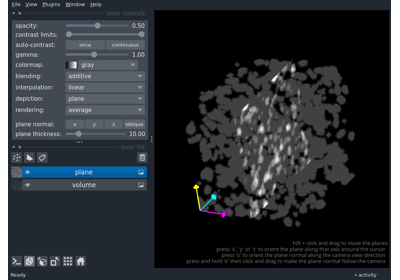 File View Plugins Window Help
layer controls
opacity: 0.50
contrast limits:
auto-contrast: once continuous
gamma: 1.00
colormap: gray
blending: additive
interpolation: linear
depiction: plane
rendering: average
plane normal: x y z oblique
plane thickness: 10.00
layer list
plane
volume
hift + click and drag to move the planes
press 'x', 'y' or 'z' to orient the plane along that axis around the cursor
press 'o' to orient the plane normal along the camera view direction
press and hold 'o' then click and drag to make the plane normal follow the camera
Ready
activity